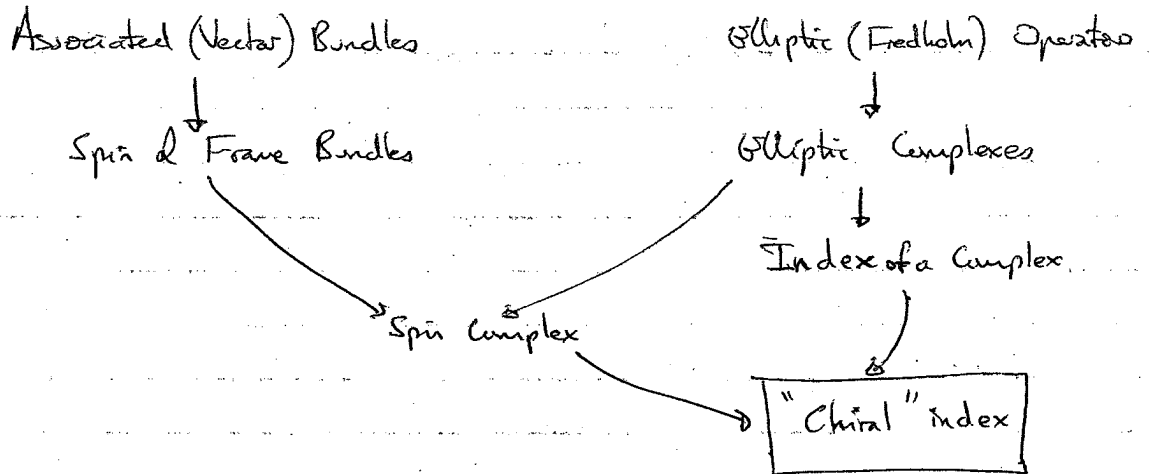 Associated (Vector) Bundles
Elliptic (Fredholm) Operators
Spin & Frame Bundles
Elliptic Complexes
Index of a Complex
Spin Complex
"Chiral" index